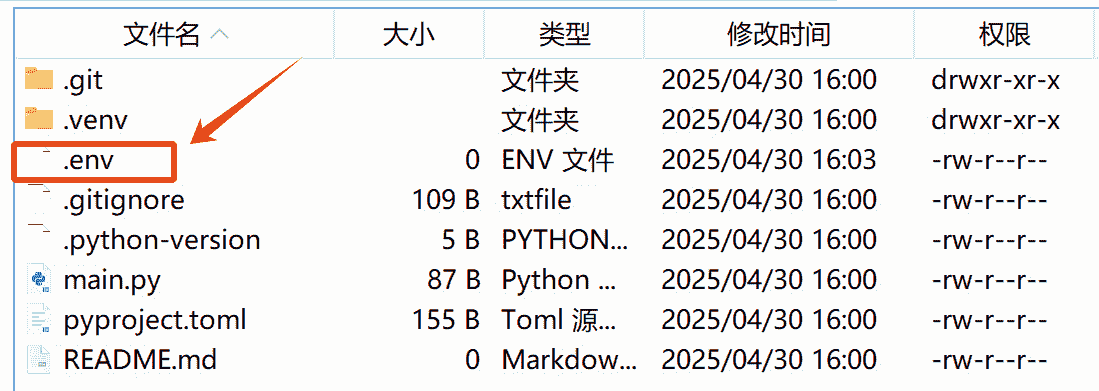 文件名 大小 类型 修改时间 权限
.git 文件夹 2025/04/30 16:00 drwxr-xr-x
.venv 文件夹 2025/04/30 16:00 drwxr-xr-x
.env 0 ENV 文件 2025/04/30 16:03 -rw-r--r--
.gitignore 109 B txtfile 2025/04/30 16:00 -rw-r--r--
.python-version 5 B PYTHON... 2025/04/30 16:00 -rw-r--r--
main.py 87 B Python ... 2025/04/30 16:00 -rw-r--r--
pyproject.toml 155 B Toml 源... 2025/04/30 16:00 -rw-r--r--
README.md 0 Markdow... 2025/04/30 16:00 -rw-r--r--